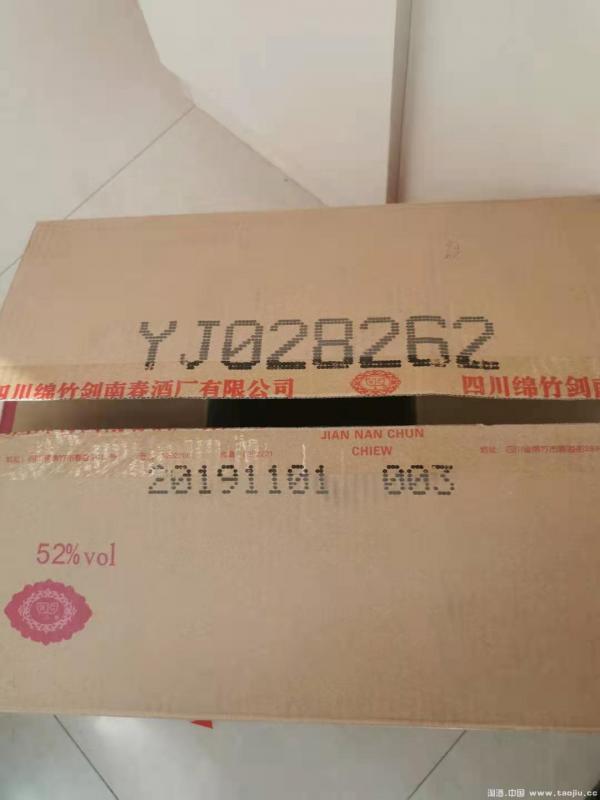 YJ028262
四川绵竹剑南春酒厂有限公司
四川绵竹剑南
JIAN NAN CHUN
CHIEW
20191101 003
52%vol
淘酒.中国 www.taojiu.cc